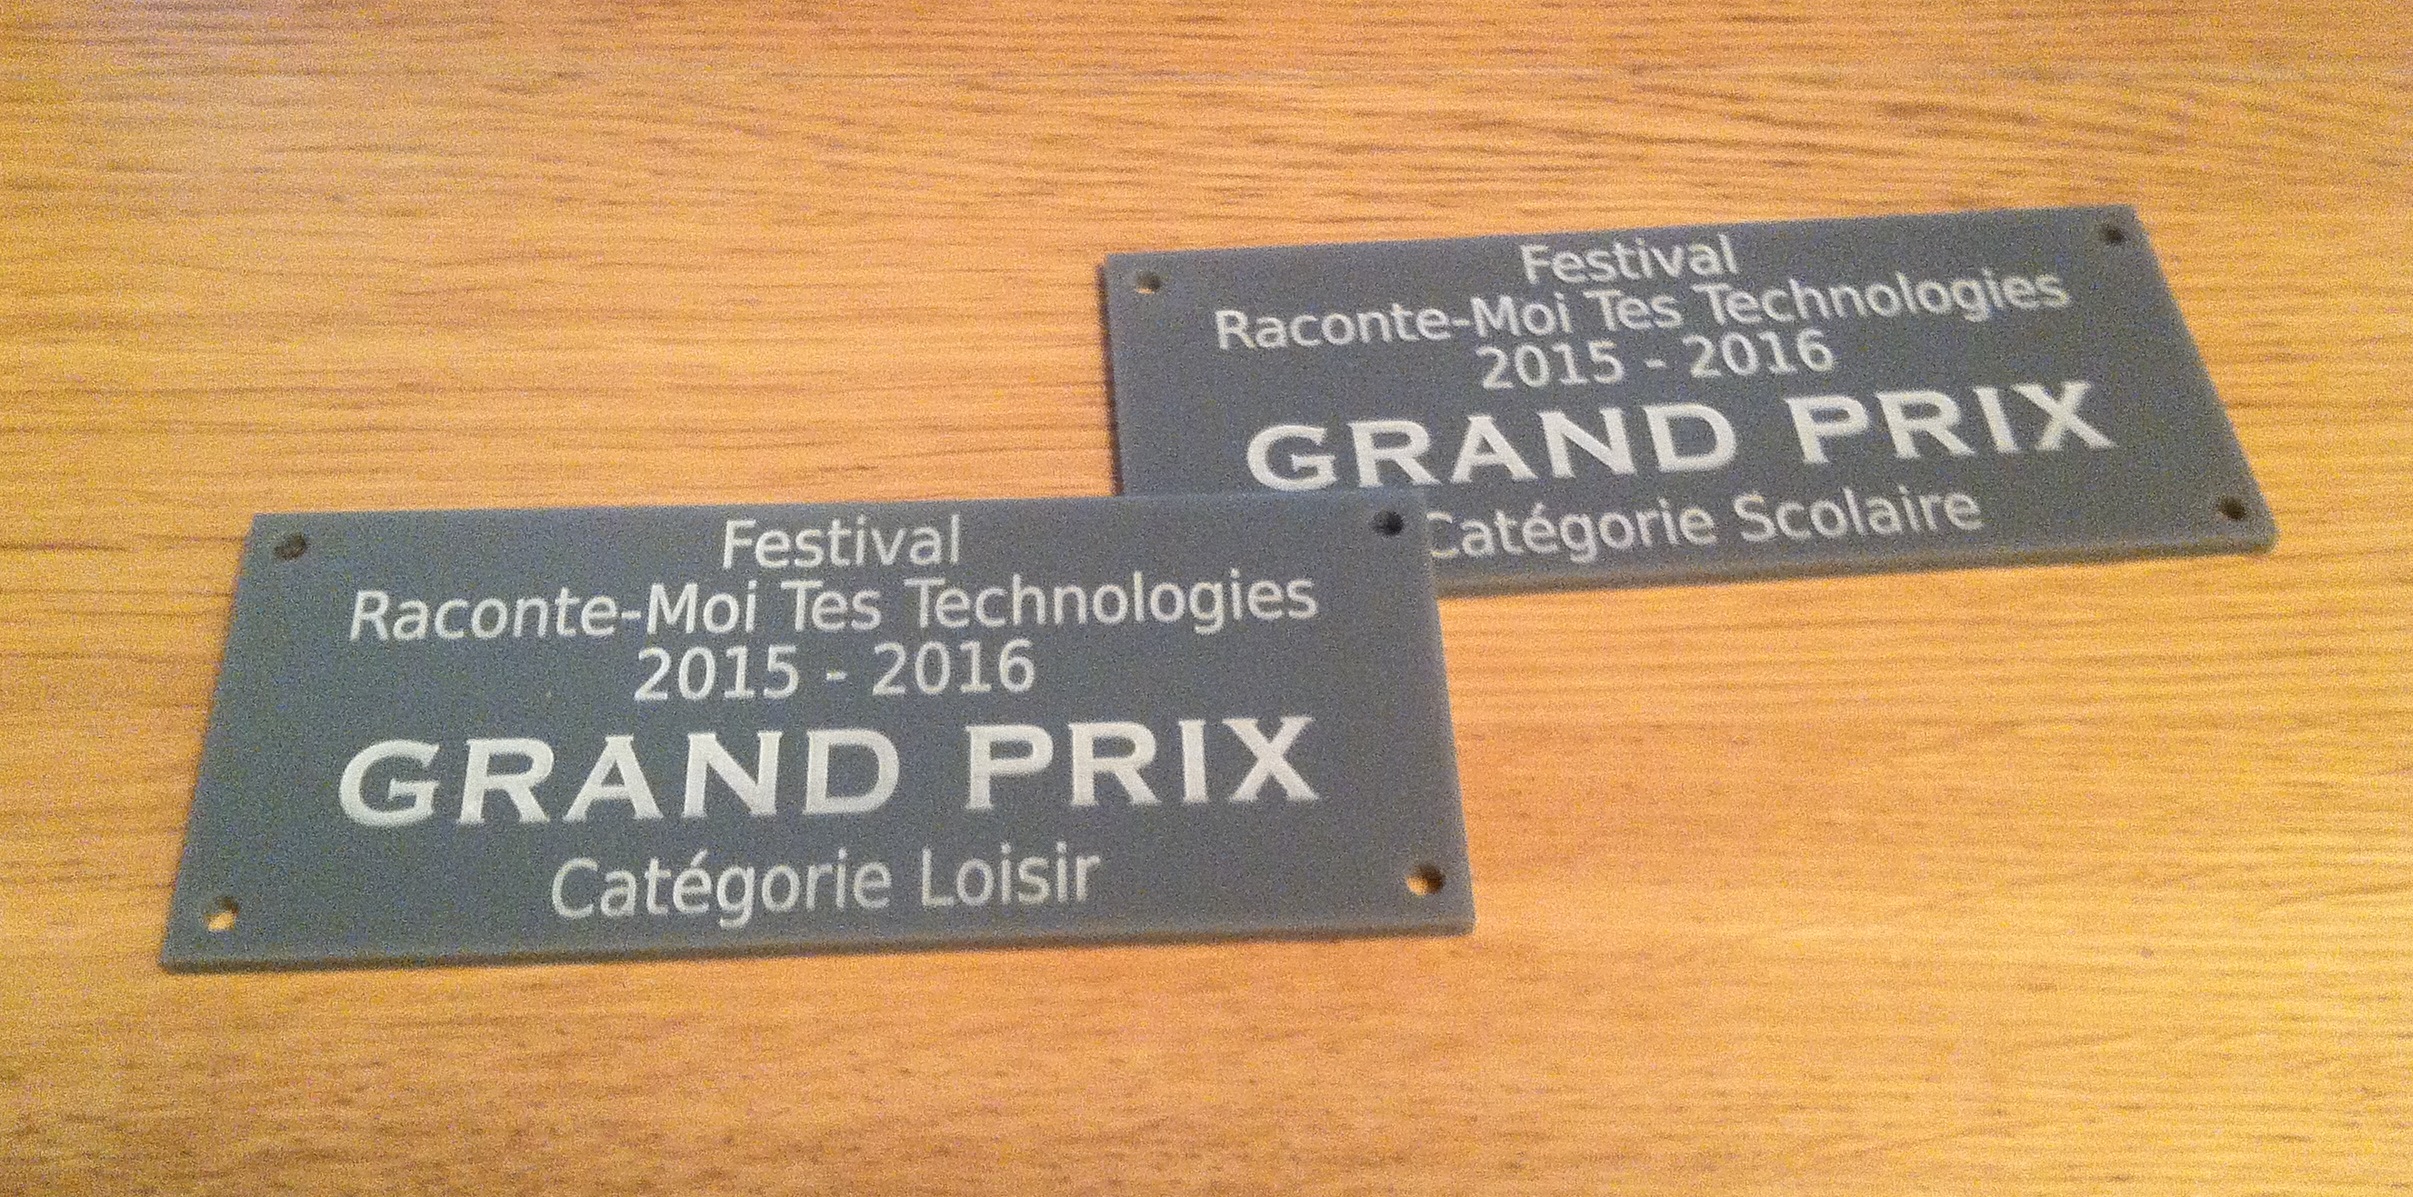 Festival
Raconte-Moi Tes Technologies
2015 - 2016
GRAND PRIX
Catégorie Loisir
Festival
Raconte-Moi Tes Technologies
2015 - 2016
GRAND PRIX
Catégorie Scolaire